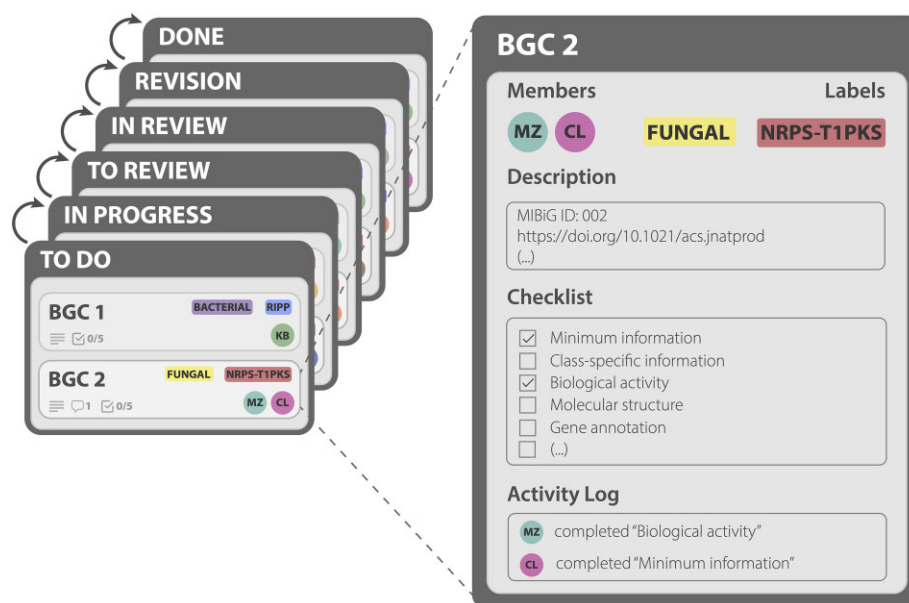 DONE
REVISION
IN REVIEW
TO REVIEW
IN PROGRESS
TO DO
BGC 1
BACTERIAL
RIPP
0/5
KB
BGC 2
FUNGAL
NRPS-T1PKS
1
0/5
MZ
CL
BGC 2
Members
Labels
MZ
CL
FUNGAL
NRPS-T1PKS
Description
MIBiG ID: 002
https://doi.org/10.1021/acs.jnatprod
(...)
Checklist
Minimum information
Class-specific information
Biological activity
Molecular structure
Gene annotation
(...)
Activity Log
MZ completed “Biological activity”
CL completed “Minimum information”